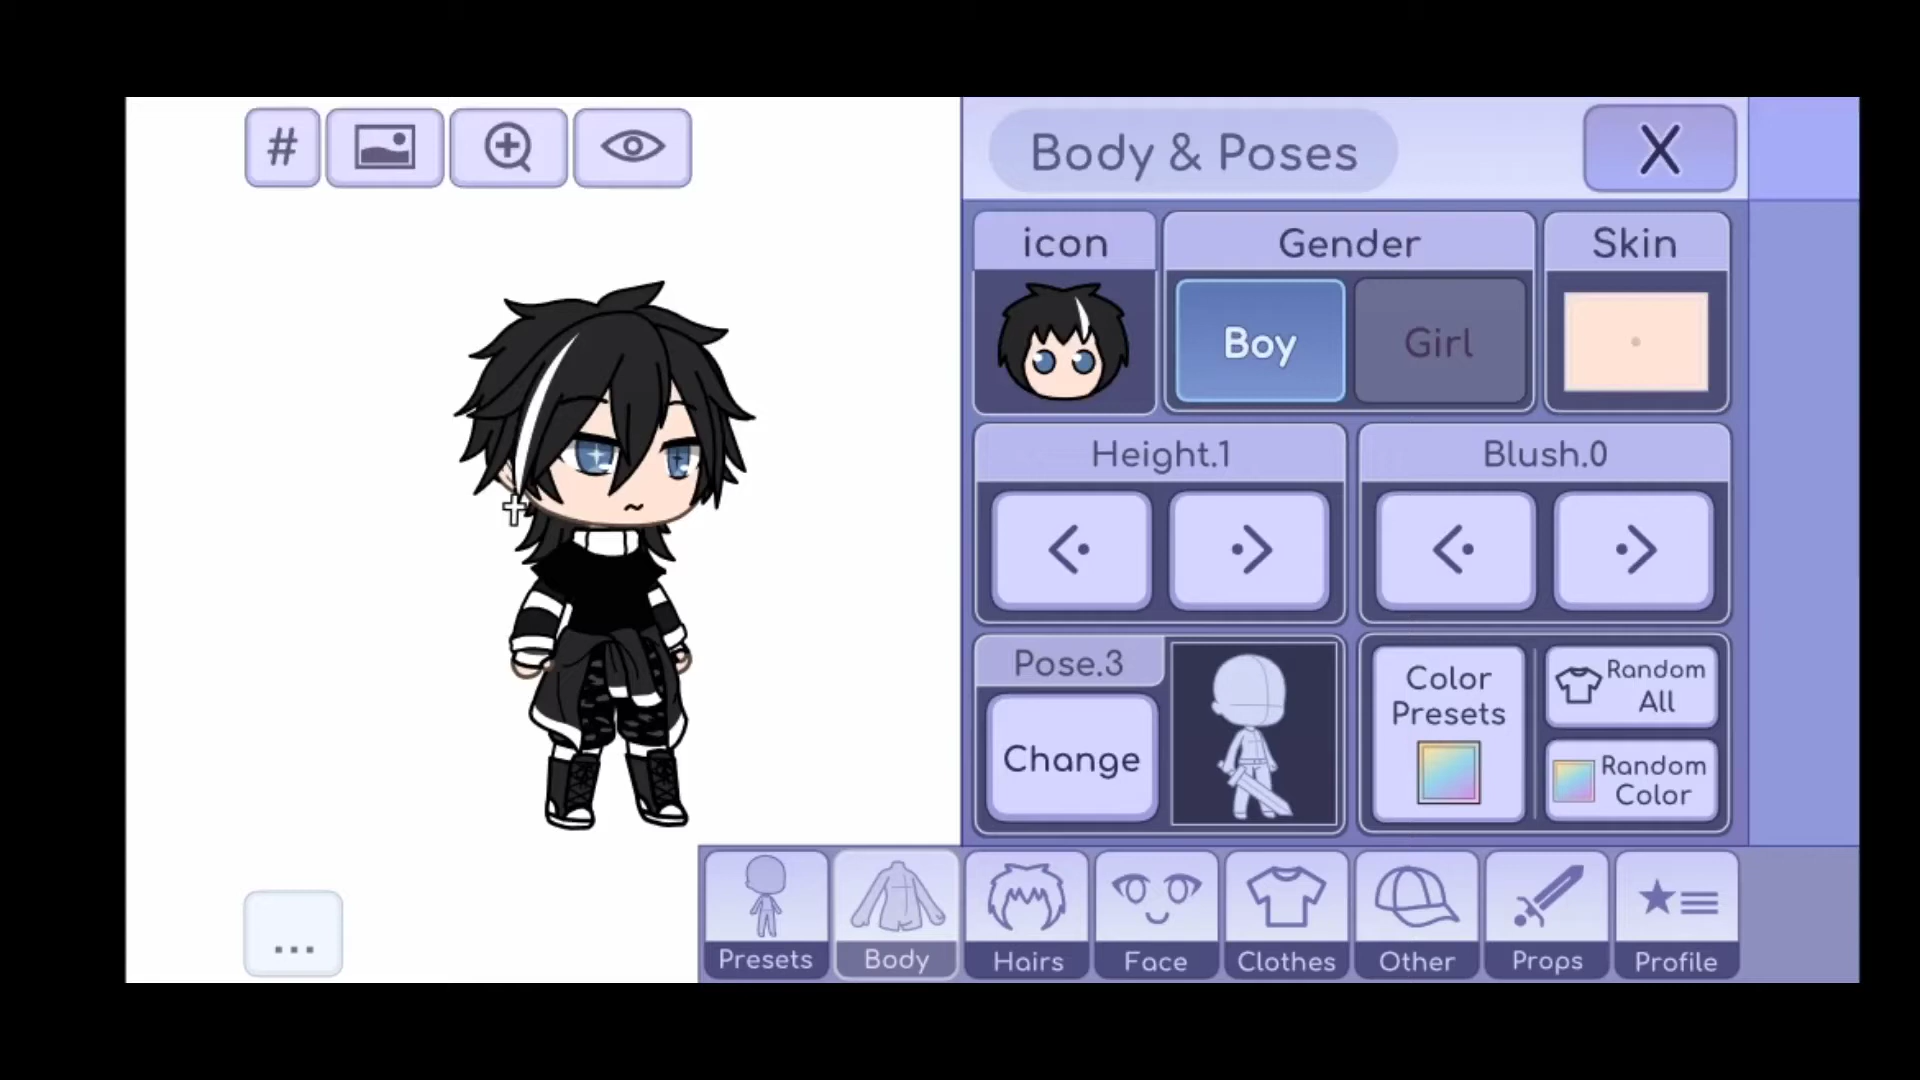 #
Body & Poses
X
icon
Gender
Skin
Boy
Girl
Height.1
Blush.0
Pose.3
Change
Color
Presets
Random
All
Random
Color
...
Presets
Body
Hairs
Face
Clothes
Other
Props
Profile